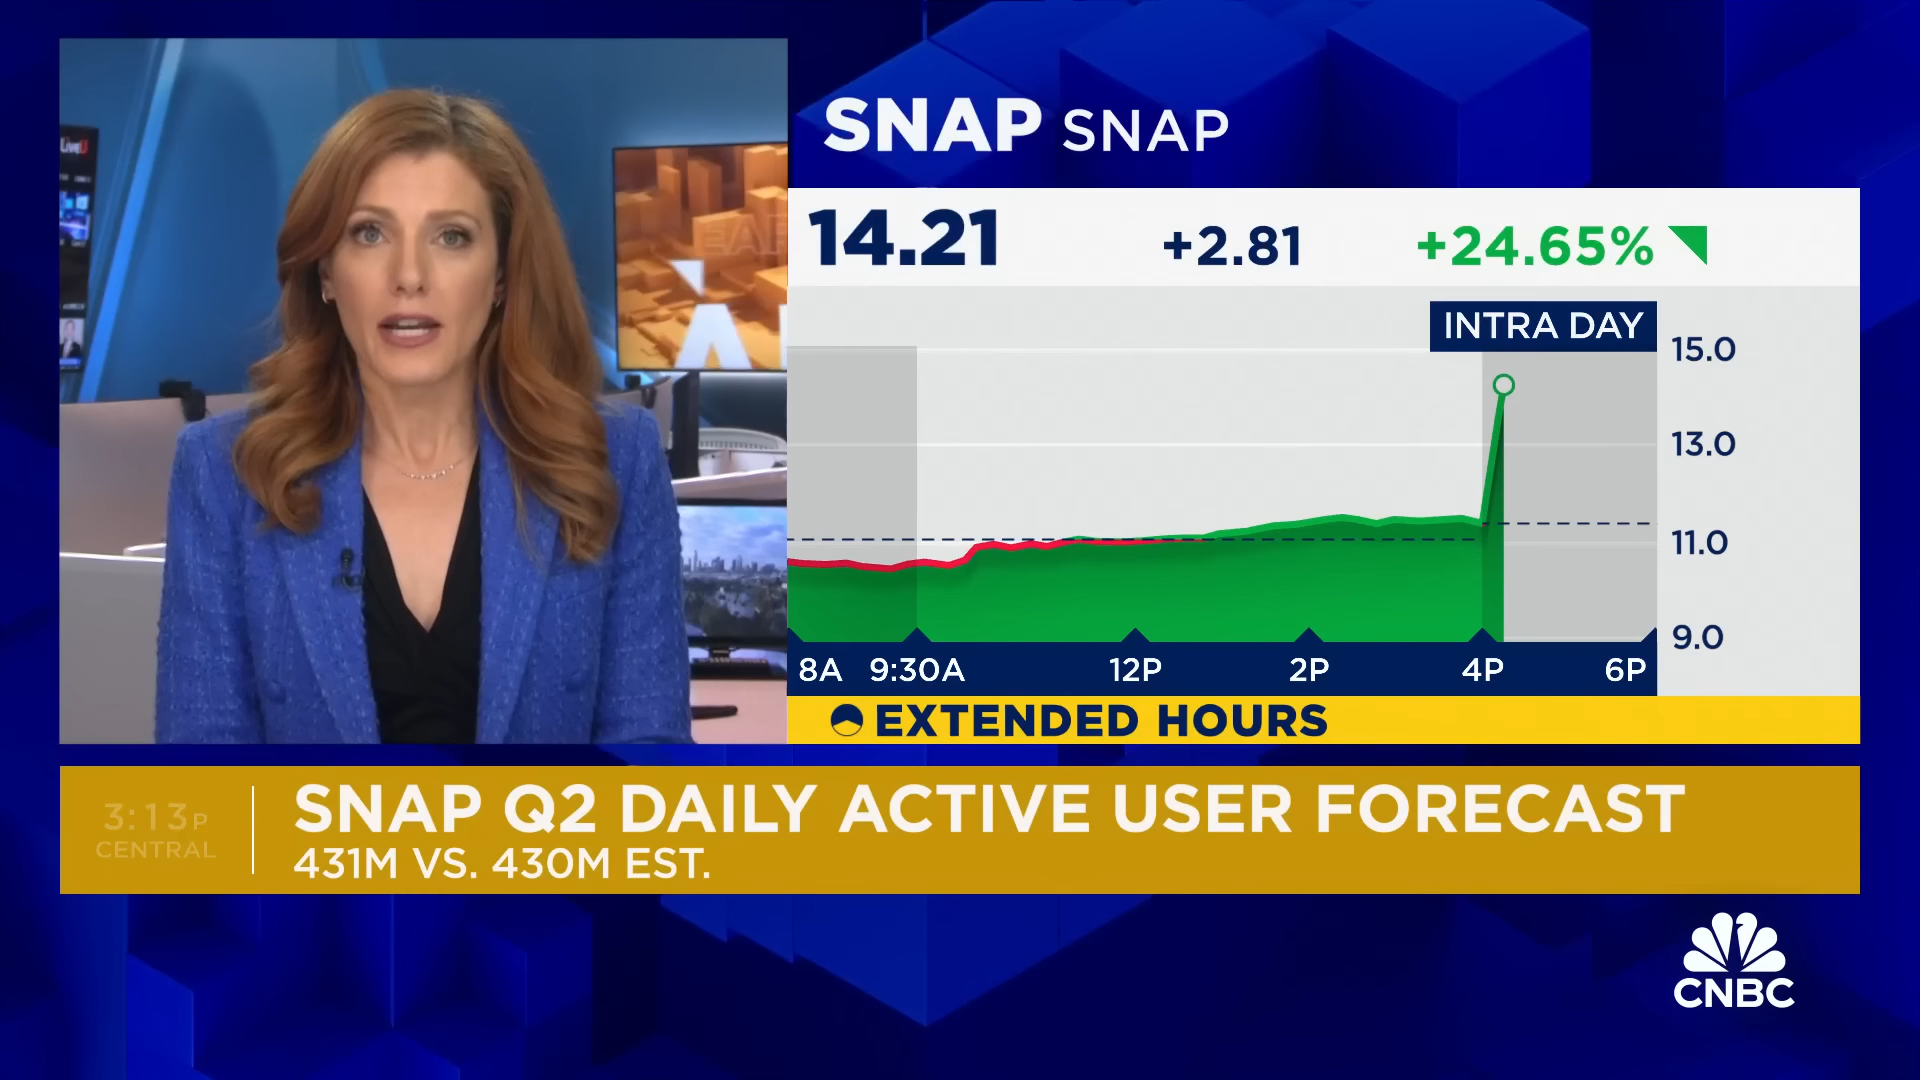 LiveU
SNAP SNAP
14.21 +2.81 +24.65%
INTRA DAY
15.0
13.0
11.0
9.0
8A 9:30A 12P 2P 4P 6P
EXTENDED HOURS
3:13P
CENTRAL
SNAP Q2 DAILY ACTIVE USER FORECAST
431M VS. 430M EST.
CNBC